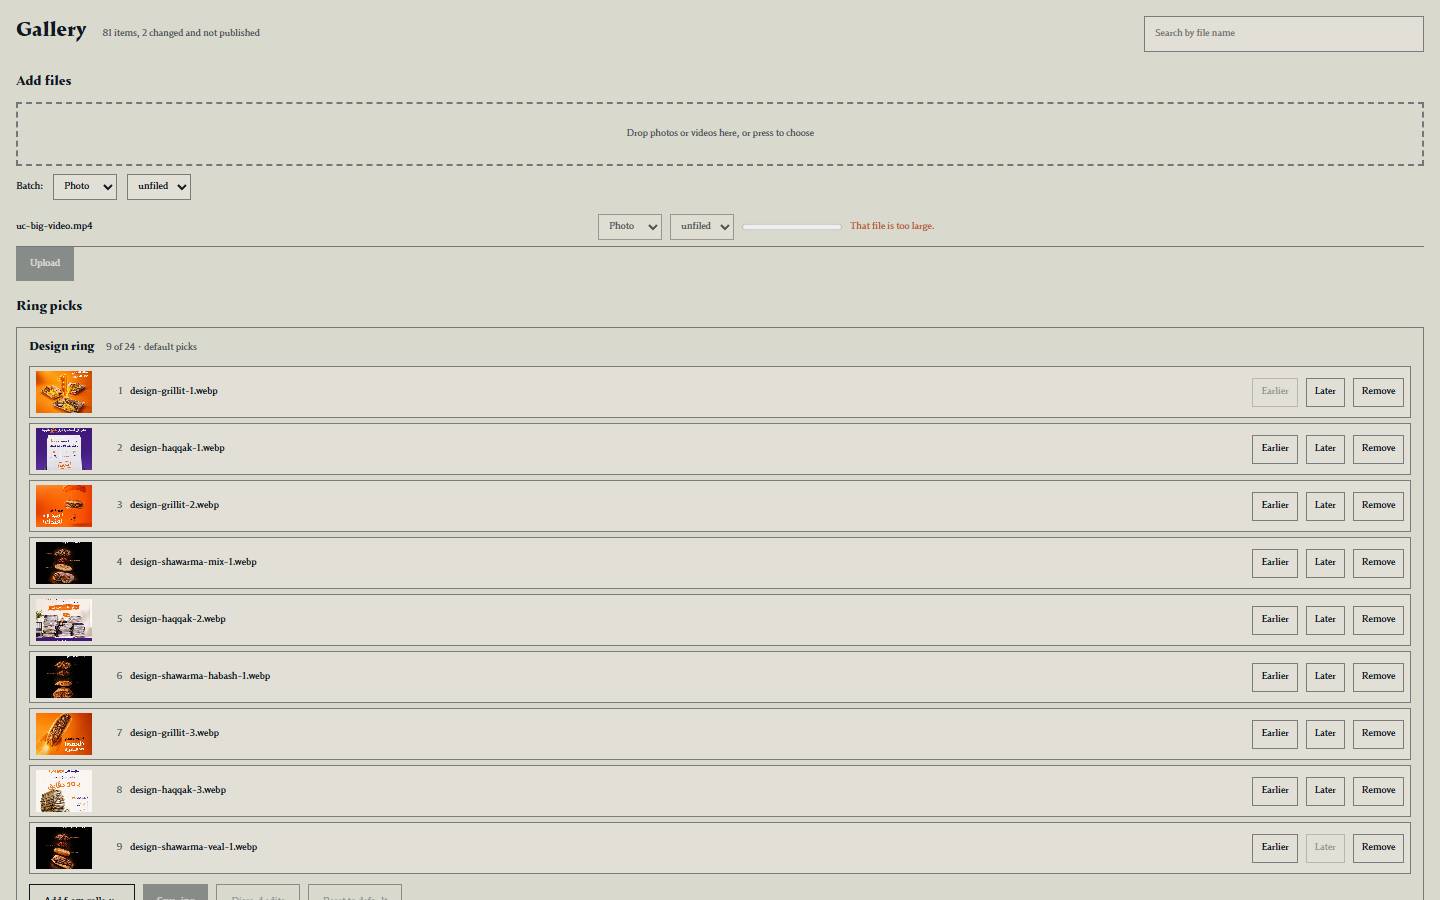 Gallery 81 items, 2 changed and not published Search by file name
Add files
Drop photos or videos here, or press to choose
Batch: Photo unfiled
uc-big-video.mp4 Photo unfiled That file is too large.
Upload
Ring picks
Design ring 9 of 24 · default picks
1 design-grillit-1.webp Earlier Later Remove
2 design-haqqak-1.webp Earlier Later Remove
3 design-grillit-2.webp Earlier Later Remove
4 design-shawarma-mix-1.webp Earlier Later Remove
5 design-haqqak-2.webp Earlier Later Remove
6 design-shawarma-habash-1.webp Earlier Later Remove
7 design-grillit-3.webp Earlier Later Remove
8 design-haqqak-3.webp Earlier Later Remove
9 design-shawarma-veal-1.webp Earlier Later Remove